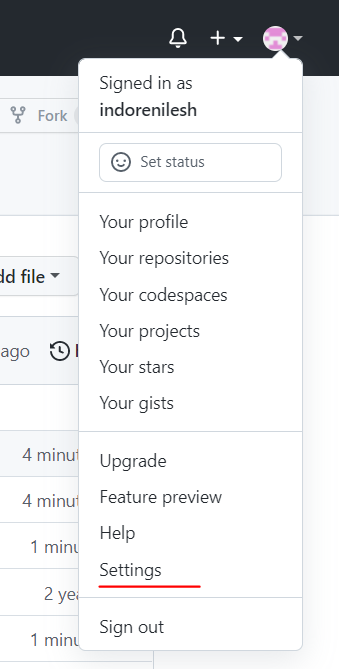 Signed in as
indorenilesh
Fork
Set status
Your profile
dd file
Your repositories
Your codespaces
Your projects
ago
Your stars
Your gists
4 minut
Upgrade
4 minut
Feature preview
1 minu
Help
Settings
2 yea
Sign out
1 minu